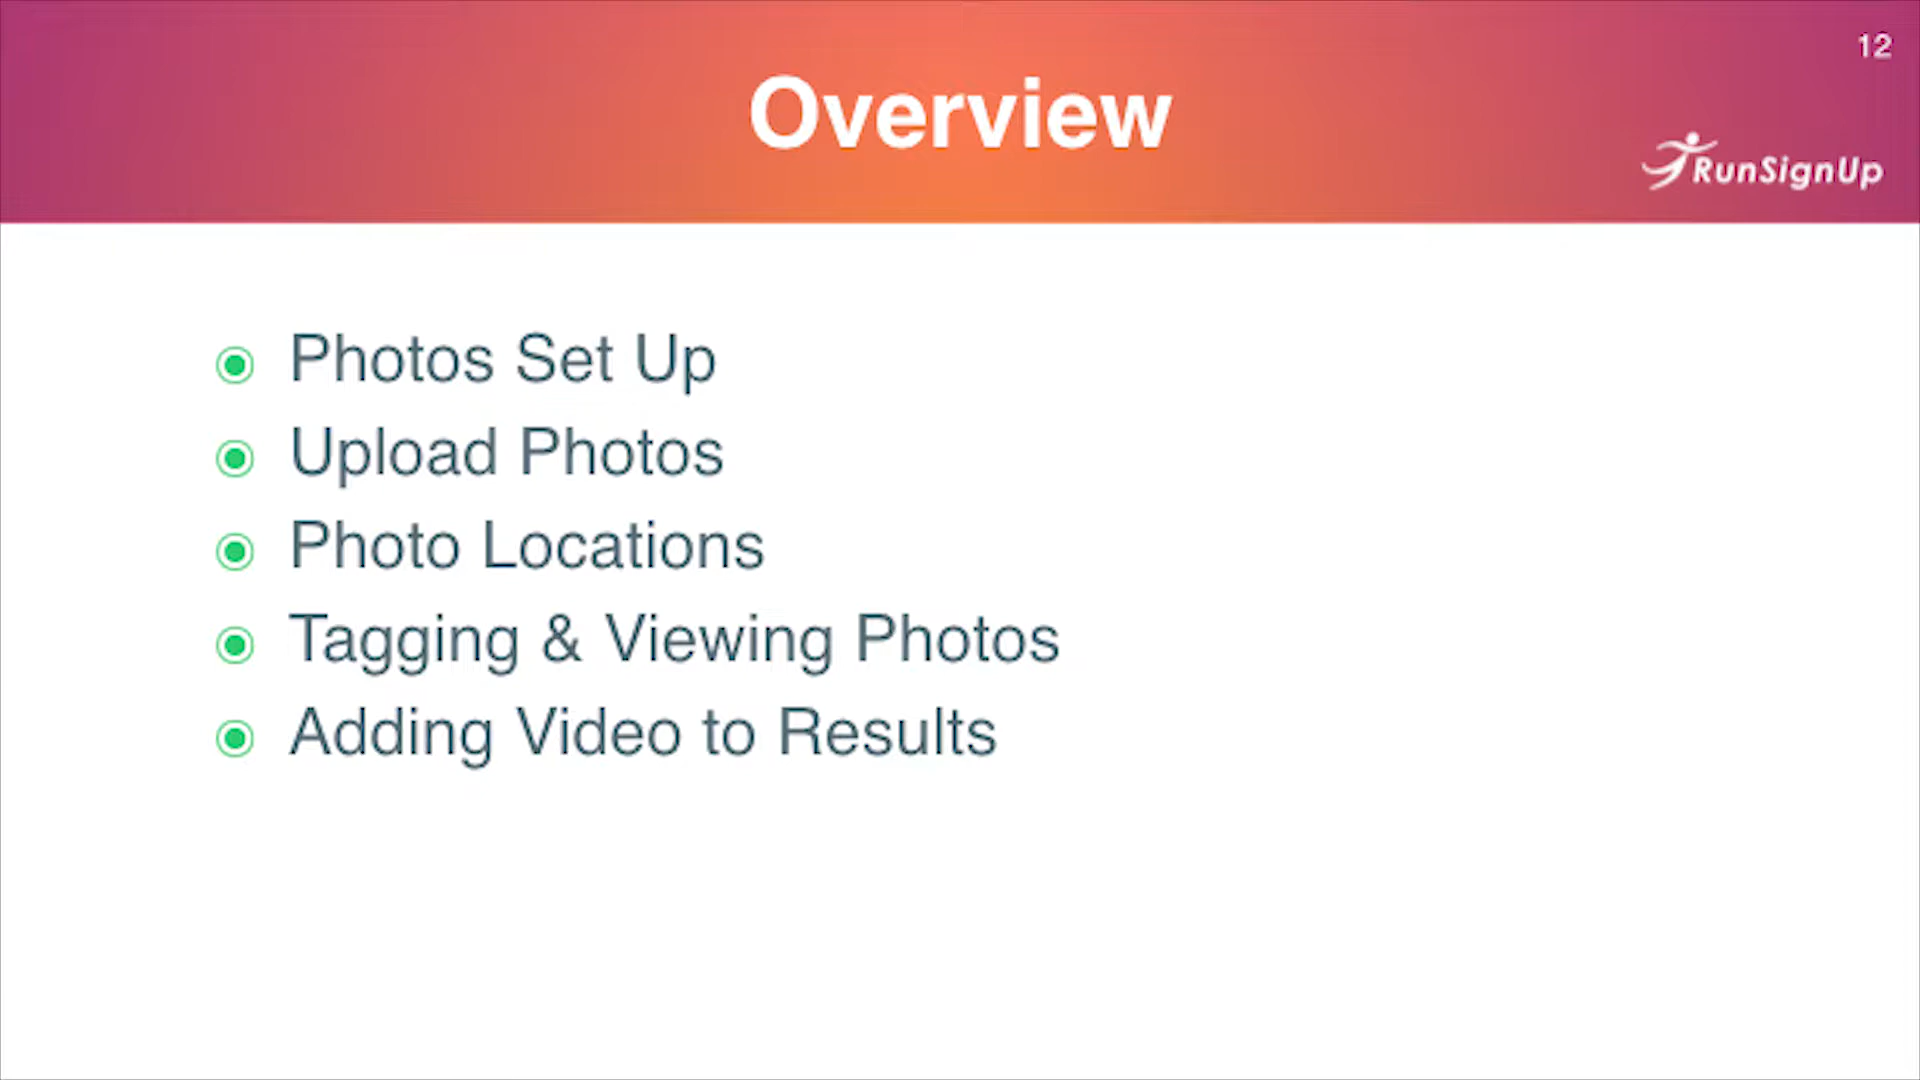 12
Overview
RunSignUp
Photos Set Up
Upload Photos
Photo Locations
Tagging & Viewing Photos
Adding Video to Results